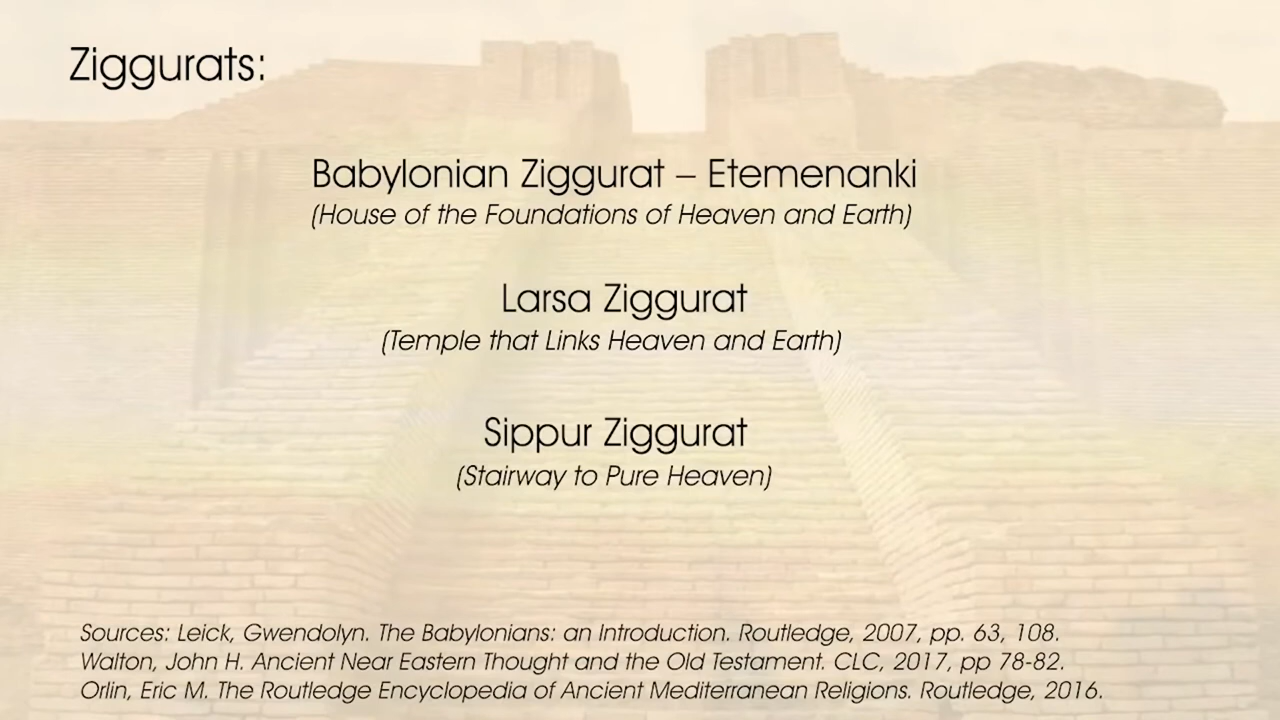 Ziggurats:
Babylonian Ziggurat – Etemenanki
(House of the Foundations of Heaven and Earth)
Larsa Ziggurat
(Temple that Links Heaven and Earth)
Sippur Ziggurat
(Stairway to Pure Heaven)
Sources: Leick, Gwendolyn. The Babylonians: an Introduction. Routledge, 2007, pp. 63, 108.
Walton, John H. Ancient Near Eastern Thought and the Old Testament. CLC, 2017, pp 78-82.
Orlin, Eric M. The Routledge Encyclopedia of Ancient Mediterranean Religions. Routledge, 2016.